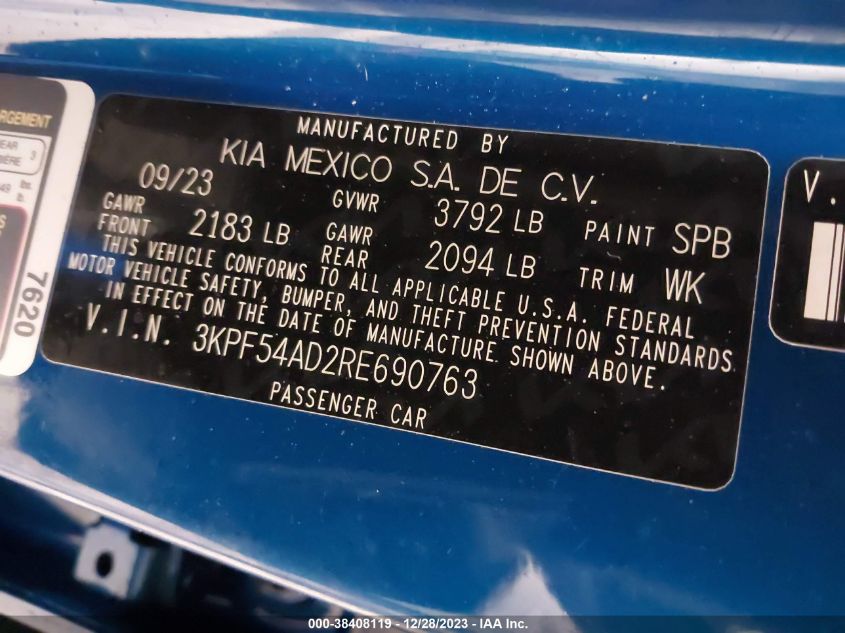 RGEMENT
3
7620
MANUFACTURED BY
KIA MEXICO S.A. DE C.V.
09/23 GVWR 3792 LB PAINT SPB
GAWR FRONT 2183 LB GAWR REAR 2094 LB TRIM WK
THIS VEHICLE CONFORMS TO ALL APPLICABLE U.S.A. FEDERAL
MOTOR VEHICLE SAFETY, BUMPER, AND THEFT PREVENTION STANDARDS
IN EFFECT ON THE DATE OF MANUFACTURE SHOWN ABOVE.
V.I.N. 3KPF54AD2RE690763
PASSENGER CAR
V.
000-38408119 - 12/28/2023 - IAA Inc.